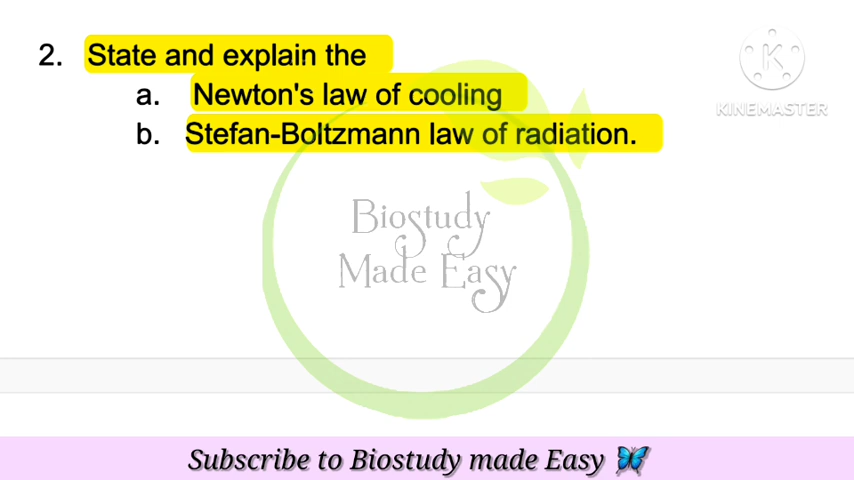 2. State and explain the
a. Newton's law of cooling
b. Stefan-Boltzmann law of radiation.
K
KINEMASTER
Biostudy
Made Easy
Subscribe to Biostudy made Easy 🦋